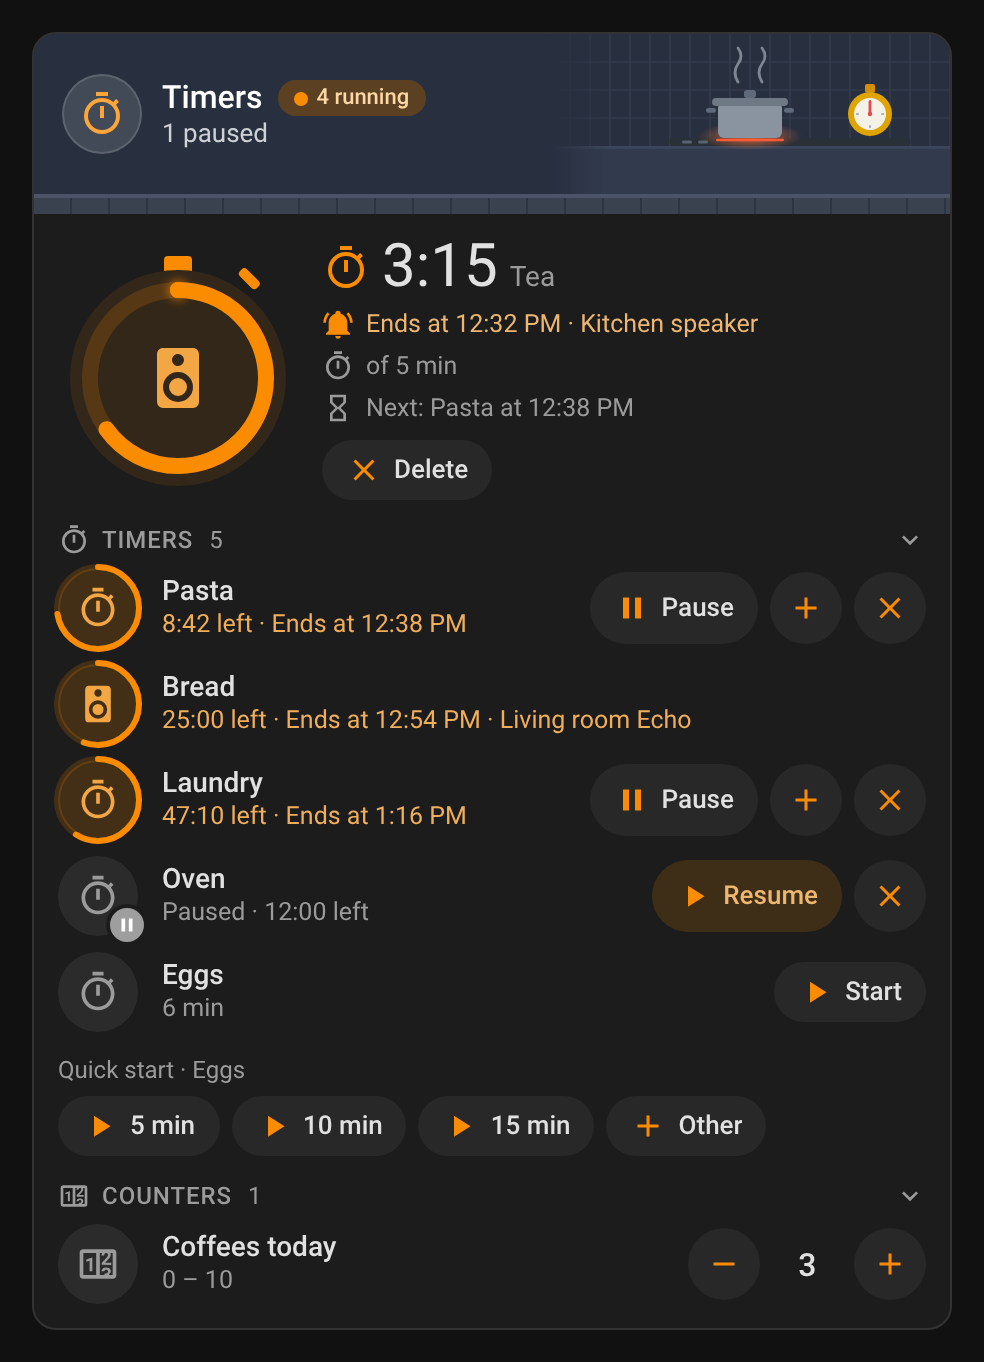 Timers
4 running
1 paused
3:15 Tea
Ends at 12:32 PM · Kitchen speaker
of 5 min
Next: Pasta at 12:38 PM
Delete
TIMERS 5
Pasta
8:42 left · Ends at 12:38 PM
Pause
Bread
25:00 left · Ends at 12:54 PM · Living room Echo
Laundry
47:10 left · Ends at 1:16 PM
Pause
Oven
Paused · 12:00 left
Resume
Eggs
6 min
Start
Quick start · Eggs
5 min
10 min
15 min
Other
COUNTERS 1
Coffees today
0 – 10
3